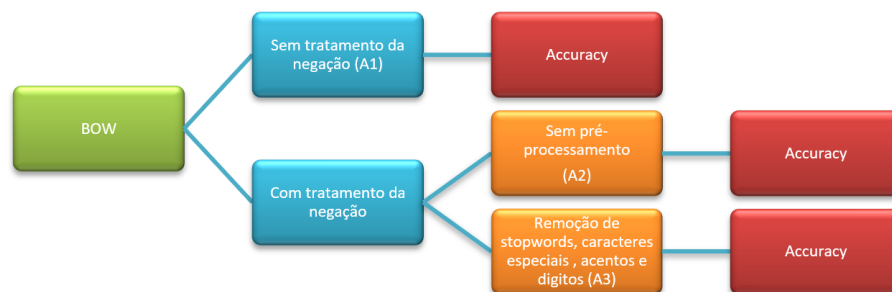 Sem tratamento da
negação (A1)
Accuracy
BOW
Sem pré-
processamento
(A2)
Accuracy
Com tratamento da
negação
Remoção de
stopwords, caracteres
especiais , acentos e
digitos (A3)
Accuracy